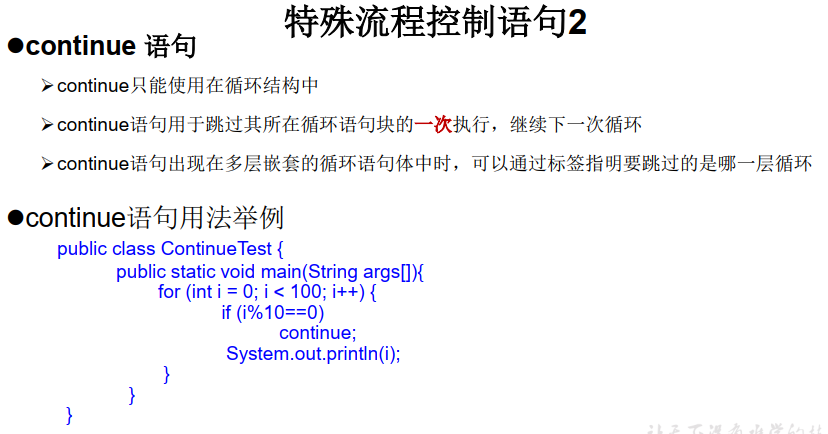 特殊流程控制语句2
●continue 语句
➢continue只能使用在循环结构中
➢continue语句用于跳过其所在循环语句块的一次执行，继续下一次循环
➢continue语句出现在多层嵌套的循环语句体中时，可以通过标签指明要跳过的是哪一层循环
●continue语句用法举例
public class ContinueTest {
public static void main(String args[]){
for (int i = 0; i < 100; i++) {
if (i%10==0)
continue;
System.out.println(i);
}
}
}